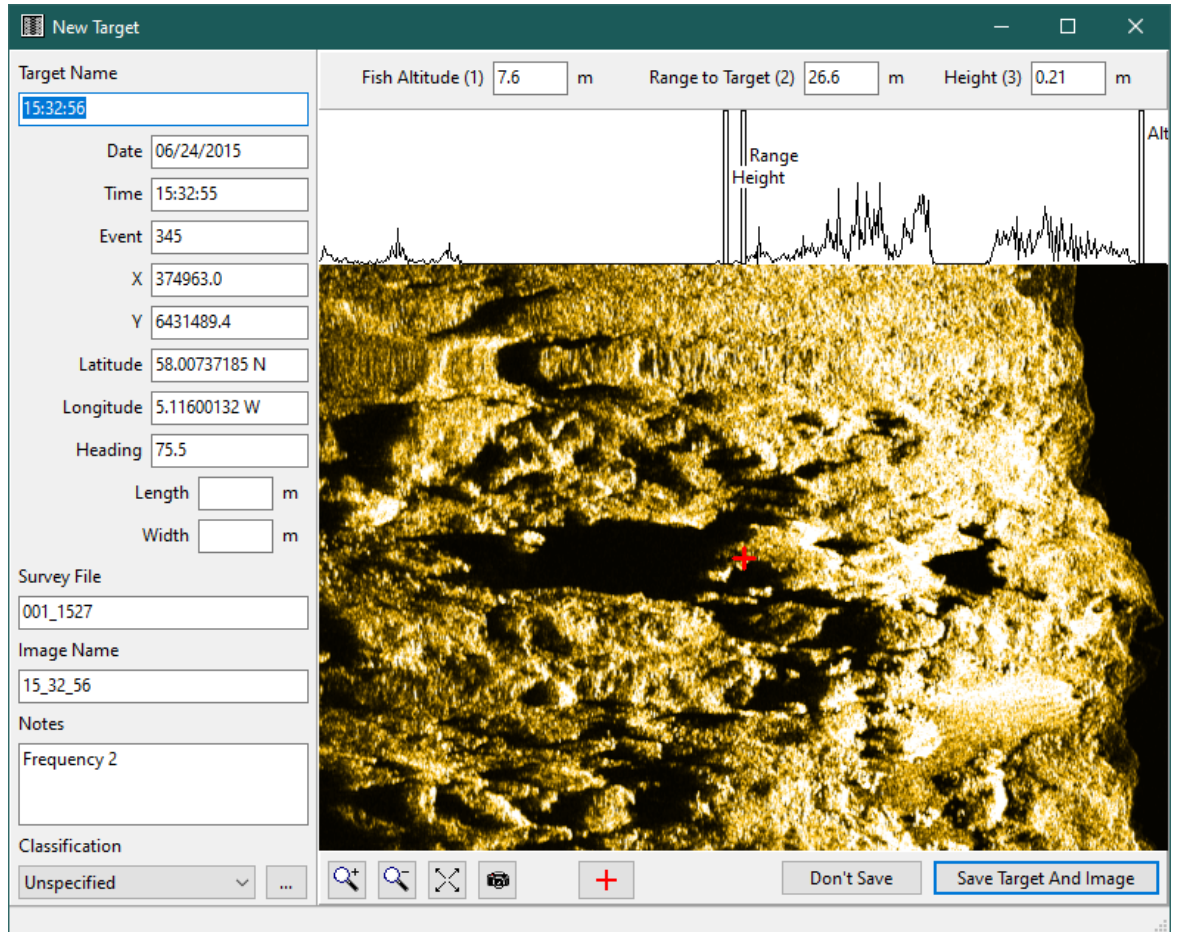 New Target
Target Name
15:32:56
Date 06/24/2015
Time 15:32:55
Event 345
X 374963.0
Y 6431489.4
Latitude 58.00737185 N
Longitude 5.11600132 W
Heading 75.5
Length m
Width m
Survey File
001_1527
Image Name
15_32_56
Notes
Frequency 2
Classification
Unspecified
...
Fish Altitude (1) 7.6 m Range to Target (2) 26.6 m Height (3) 0.21 m
Alt
Range
Height
Don't Save Save Target And Image